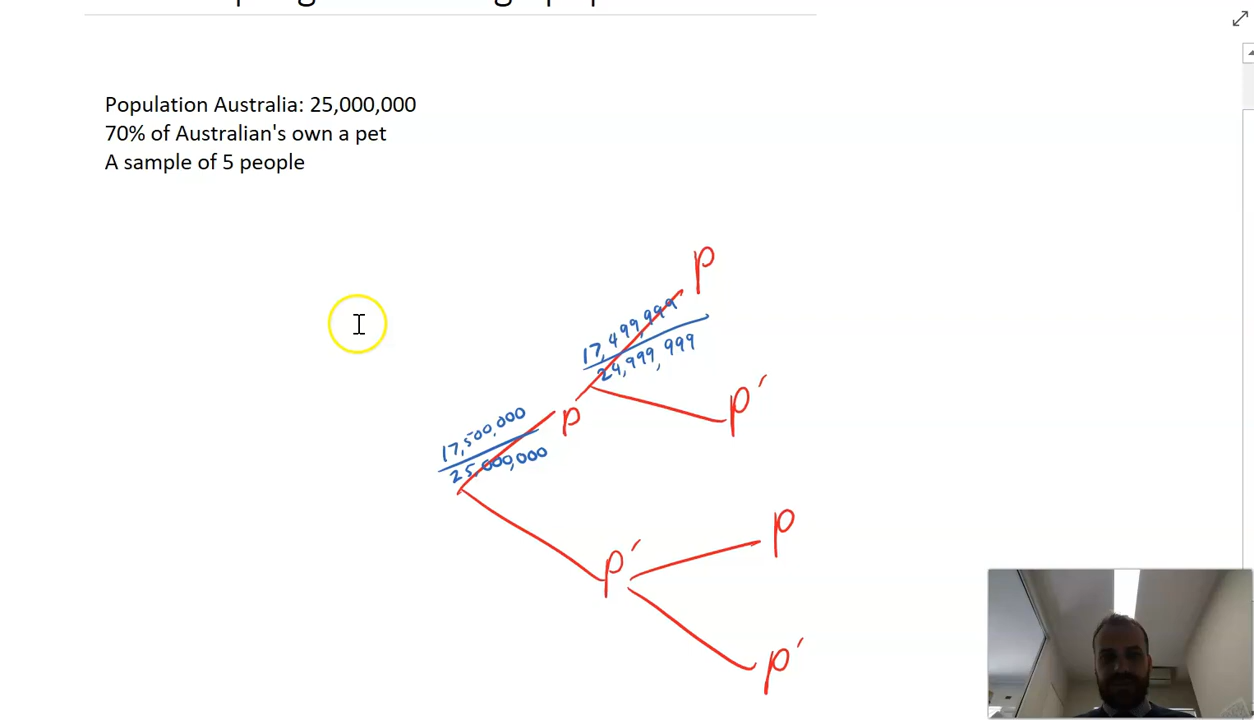 Population Australia: 25,000,000
70% of Australian's own a pet
A sample of 5 people
P
17,499,999
24,999,999
P'
17,500,000
25,000,000
P
P
P'
P'